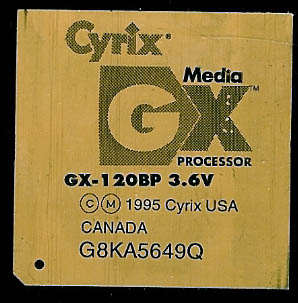 Cyrix®
Media
GX™
PROCESSOR
GX-120BP 3.6V
© Ⓜ 1995 Cyrix USA
CANADA
G8KA5649Q